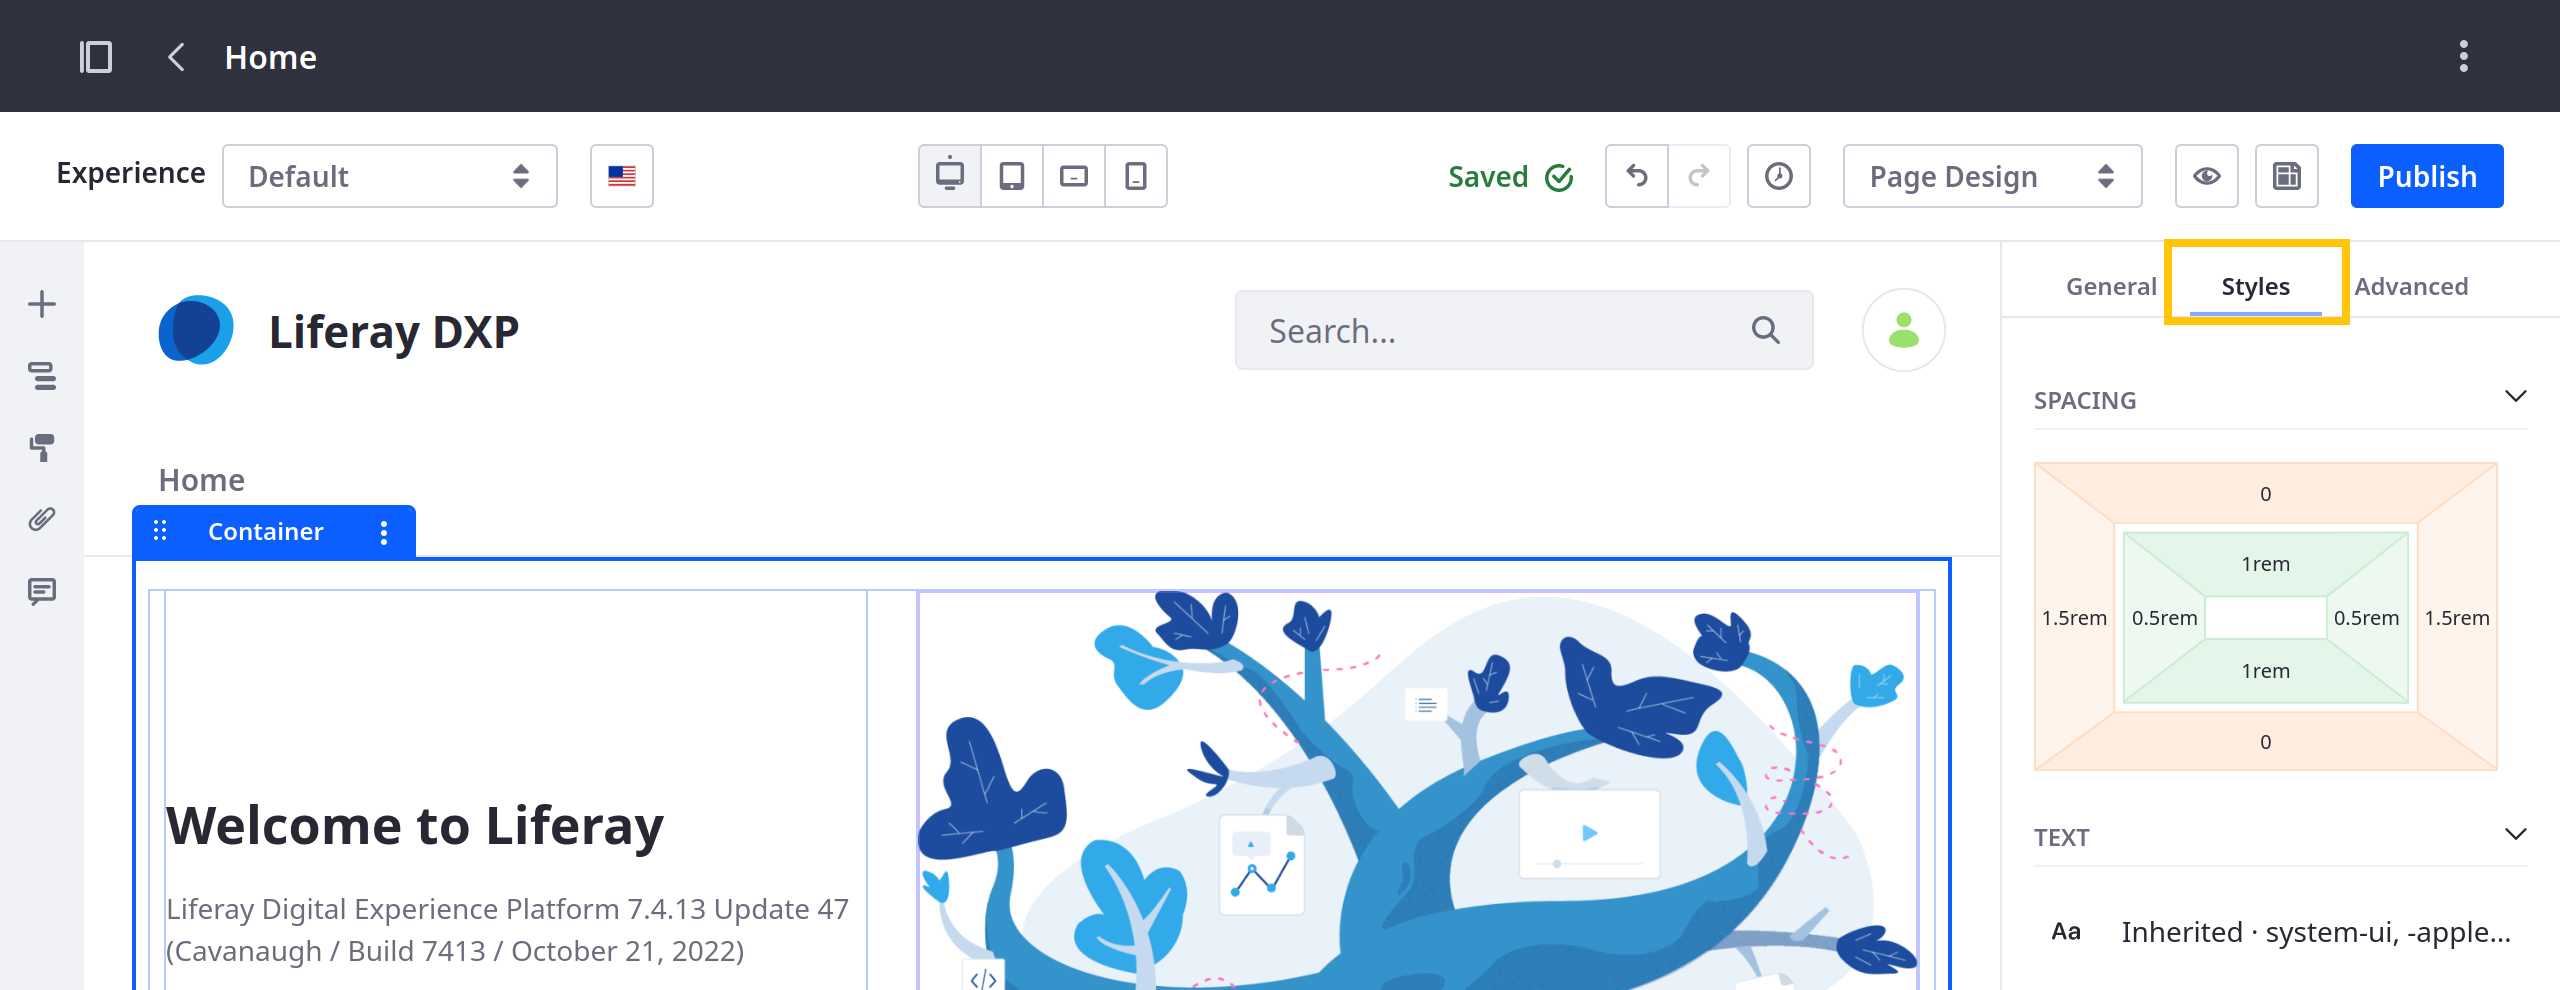 Home
Experience
Default
Saved
Page Design
Publish
Liferay DXP
Search...
Home
Container
Welcome to Liferay
Liferay Digital Experience Platform 7.4.13 Update 47
(Cavanaugh / Build 7413 / October 21, 2022)
</>
General
Styles
Advanced
SPACING
0
1rem
1.5rem
0.5rem
0.5rem
1.5rem
1rem
0
TEXT
Aa
Inherited · system-ui, -apple...